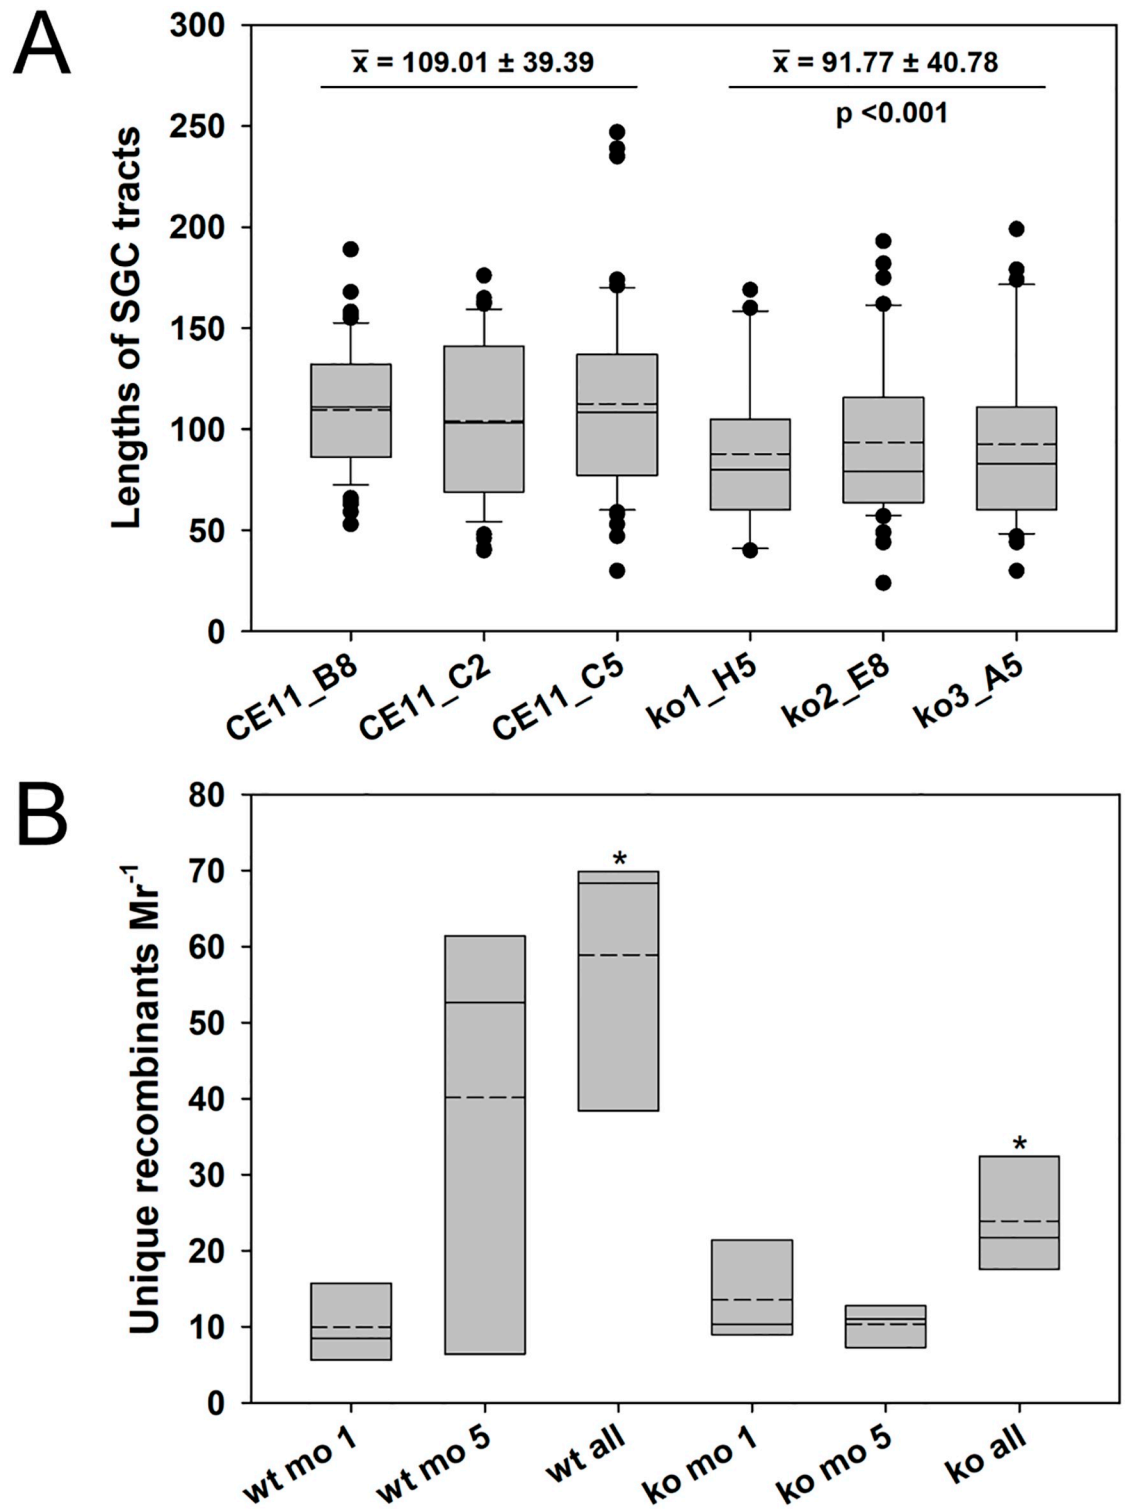 A
300
250
200
150
100
50
0
Lengths of SGC tracts
x̅ = 109.01 ± 39.39
x̅ = 91.77 ± 40.78
p <0.001
CE11_B8
CE11_C2
CE11_C5
ko1_H5
ko2_E8
ko3_A5
B
80
70
60
50
40
30
20
10
0
Unique recombinants Mr⁻¹
*
*
wt mo 1
wt mo 5
wt all
ko mo 1
ko mo 5
ko all